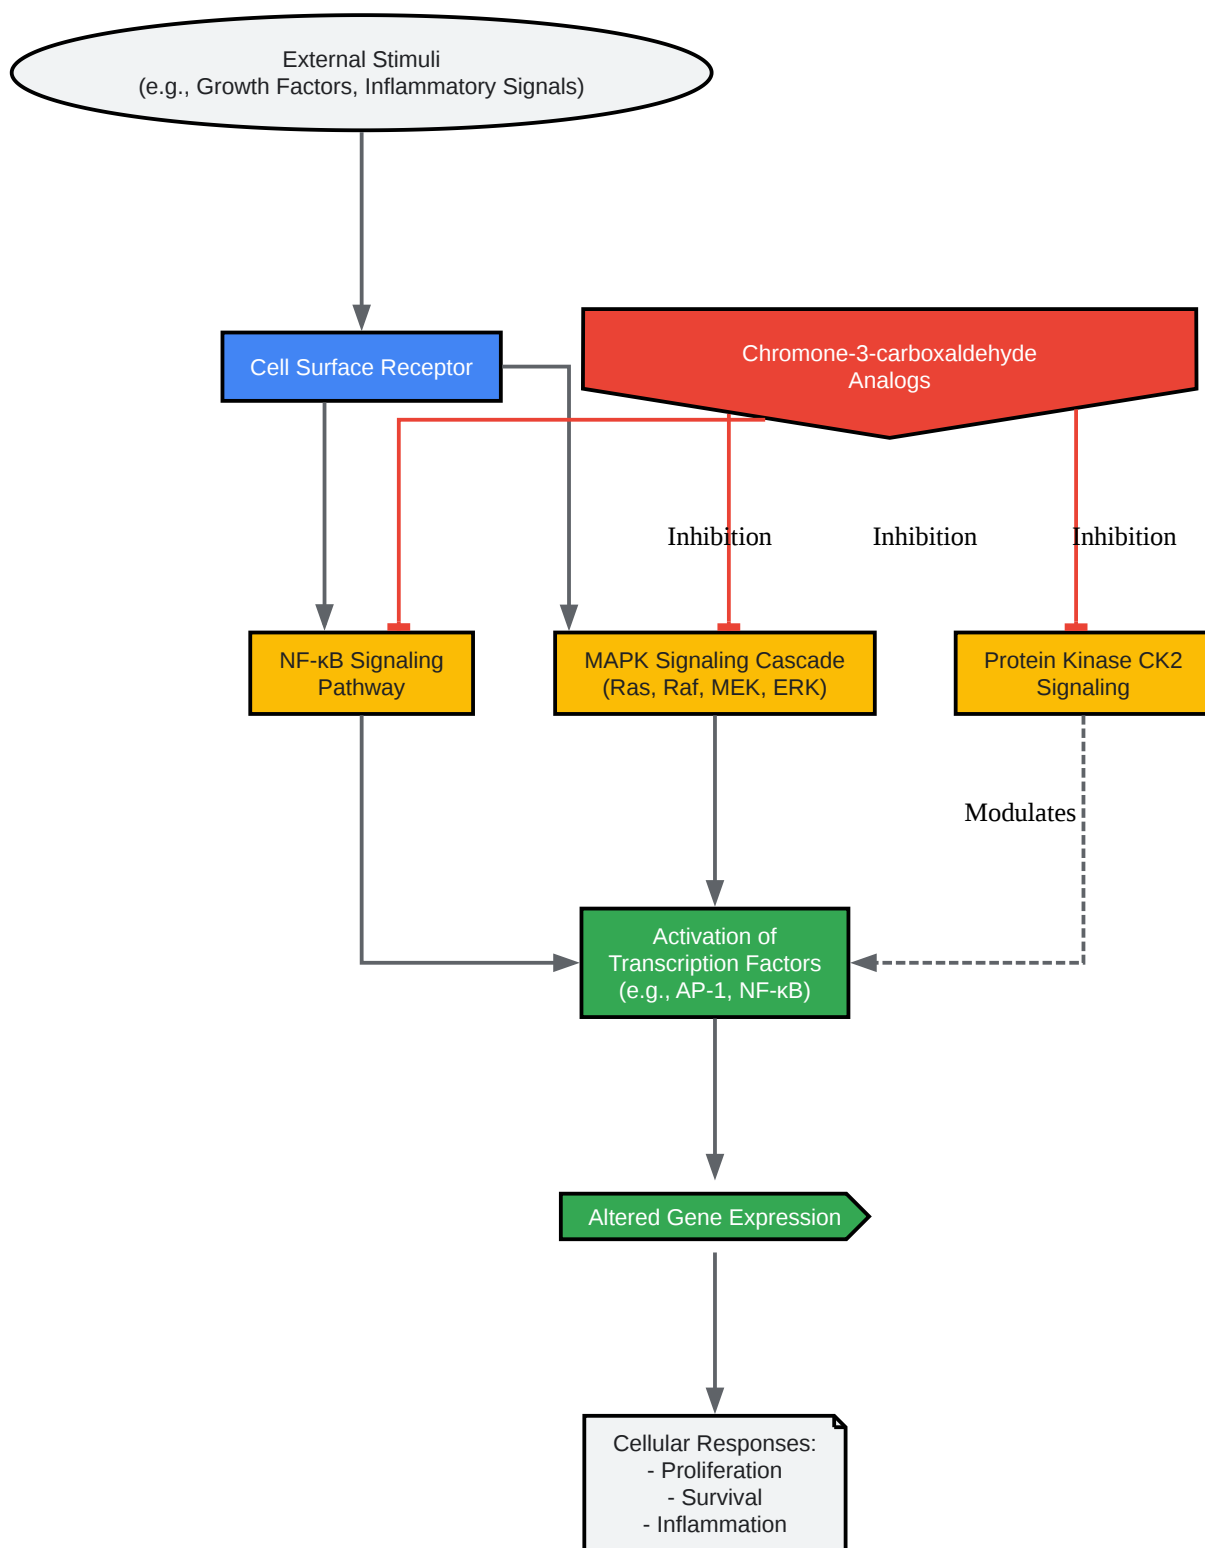 External Stimuli
(e.g., Growth Factors, Inflammatory Signals)
Cell Surface Receptor
Chromone-3-carboxaldehyde
Analogs
Inhibition
Inhibition
Inhibition
NF-κB Signaling
Pathway
MAPK Signaling Cascade
(Ras, Raf, MEK, ERK)
Protein Kinase CK2
Signaling
Modulates
Activation of
Transcription Factors
(e.g., AP-1, NF-κB)
Altered Gene Expression
Cellular Responses:
- Proliferation
- Survival
- Inflammation